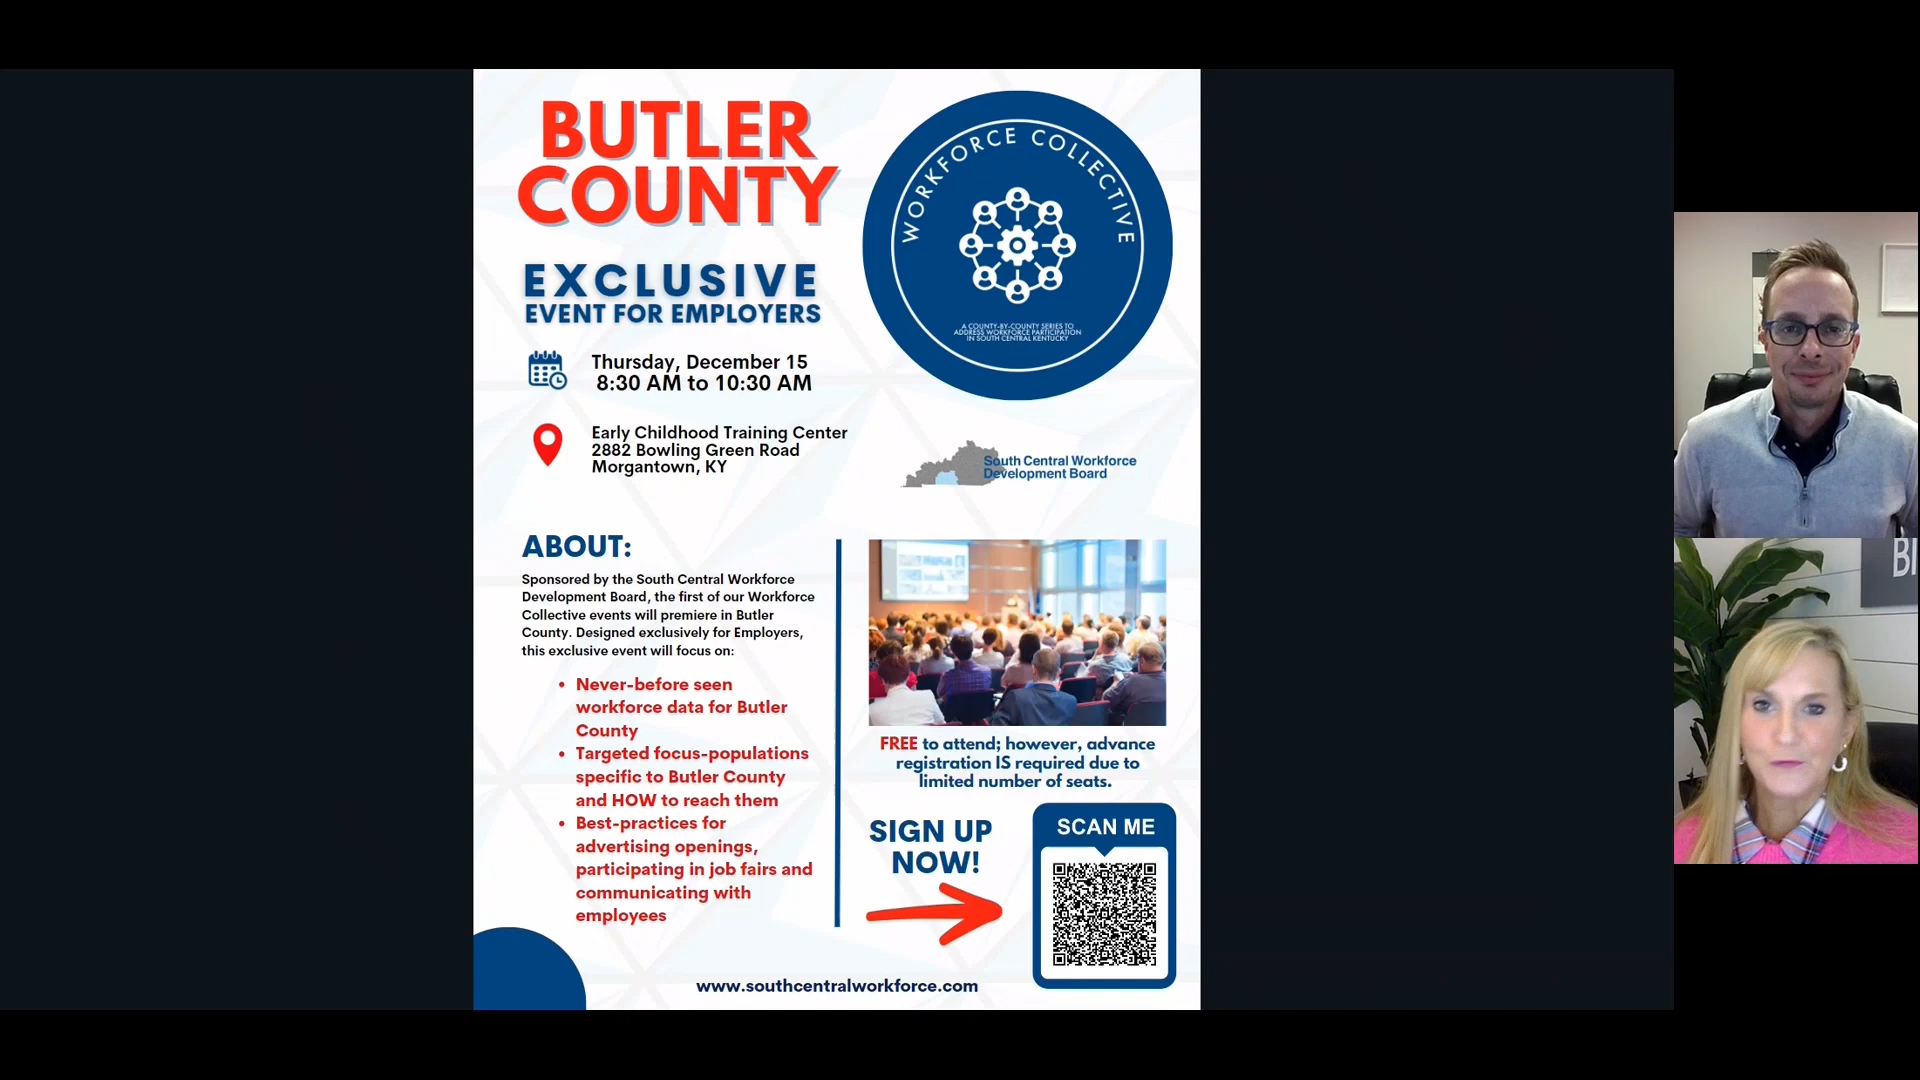 BUTLER
COUNTY
EXCLUSIVE
EVENT FOR EMPLOYERS
Thursday, December 15
8:30 AM to 10:30 AM
Early Childhood Training Center
2882 Bowling Green Road
Morgantown, KY
WORKFORCE COLLECTIVE
A COUNTY-BY-COUNTY SERIES TO
ADDRESS WORKFORCE PARTICIPATION
IN SOUTH CENTRAL KENTUCKY
South Central Workforce
Development Board
ABOUT:
Sponsored by the South Central Workforce
Development Board, the first of our Workforce
Collective events will premiere in Butler
County. Designed exclusively for Employers,
this exclusive event will focus on:
• Never-before seen
workforce data for Butler
County
• Targeted focus-populations
specific to Butler County
and HOW to reach them
• Best-practices for
advertising openings,
participating in job fairs and
communicating with
employees
FREE to attend; however, advance
registration IS required due to
limited number of seats.
SIGN UP
NOW!
SCAN ME
www.southcentralworkforce.com